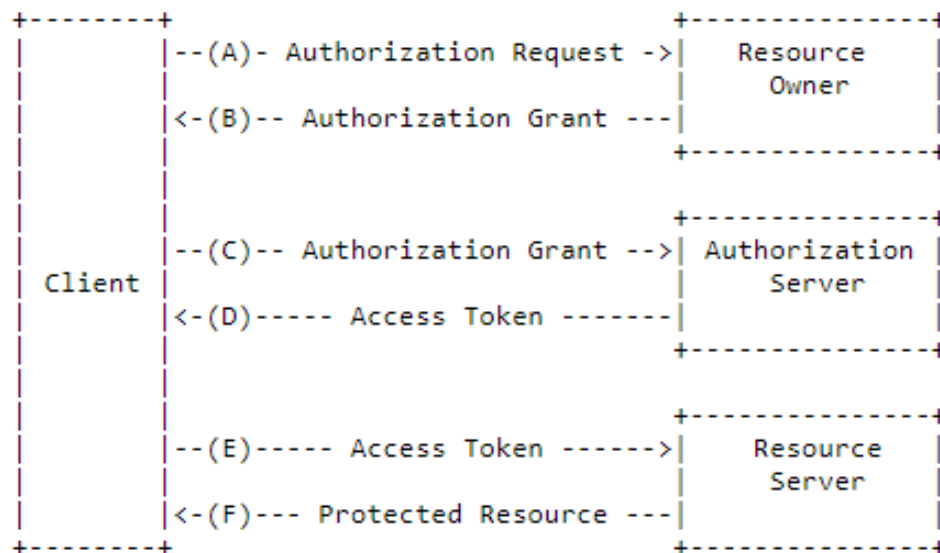 --(A)- Authorization Request -> Resource
Owner
<-(B)-- Authorization Grant ---
--(C)-- Authorization Grant --> Authorization
Client Server
<-(D)----- Access Token -------
--(E)----- Access Token ------> Resource
Server
<-(F)--- Protected Resource ---